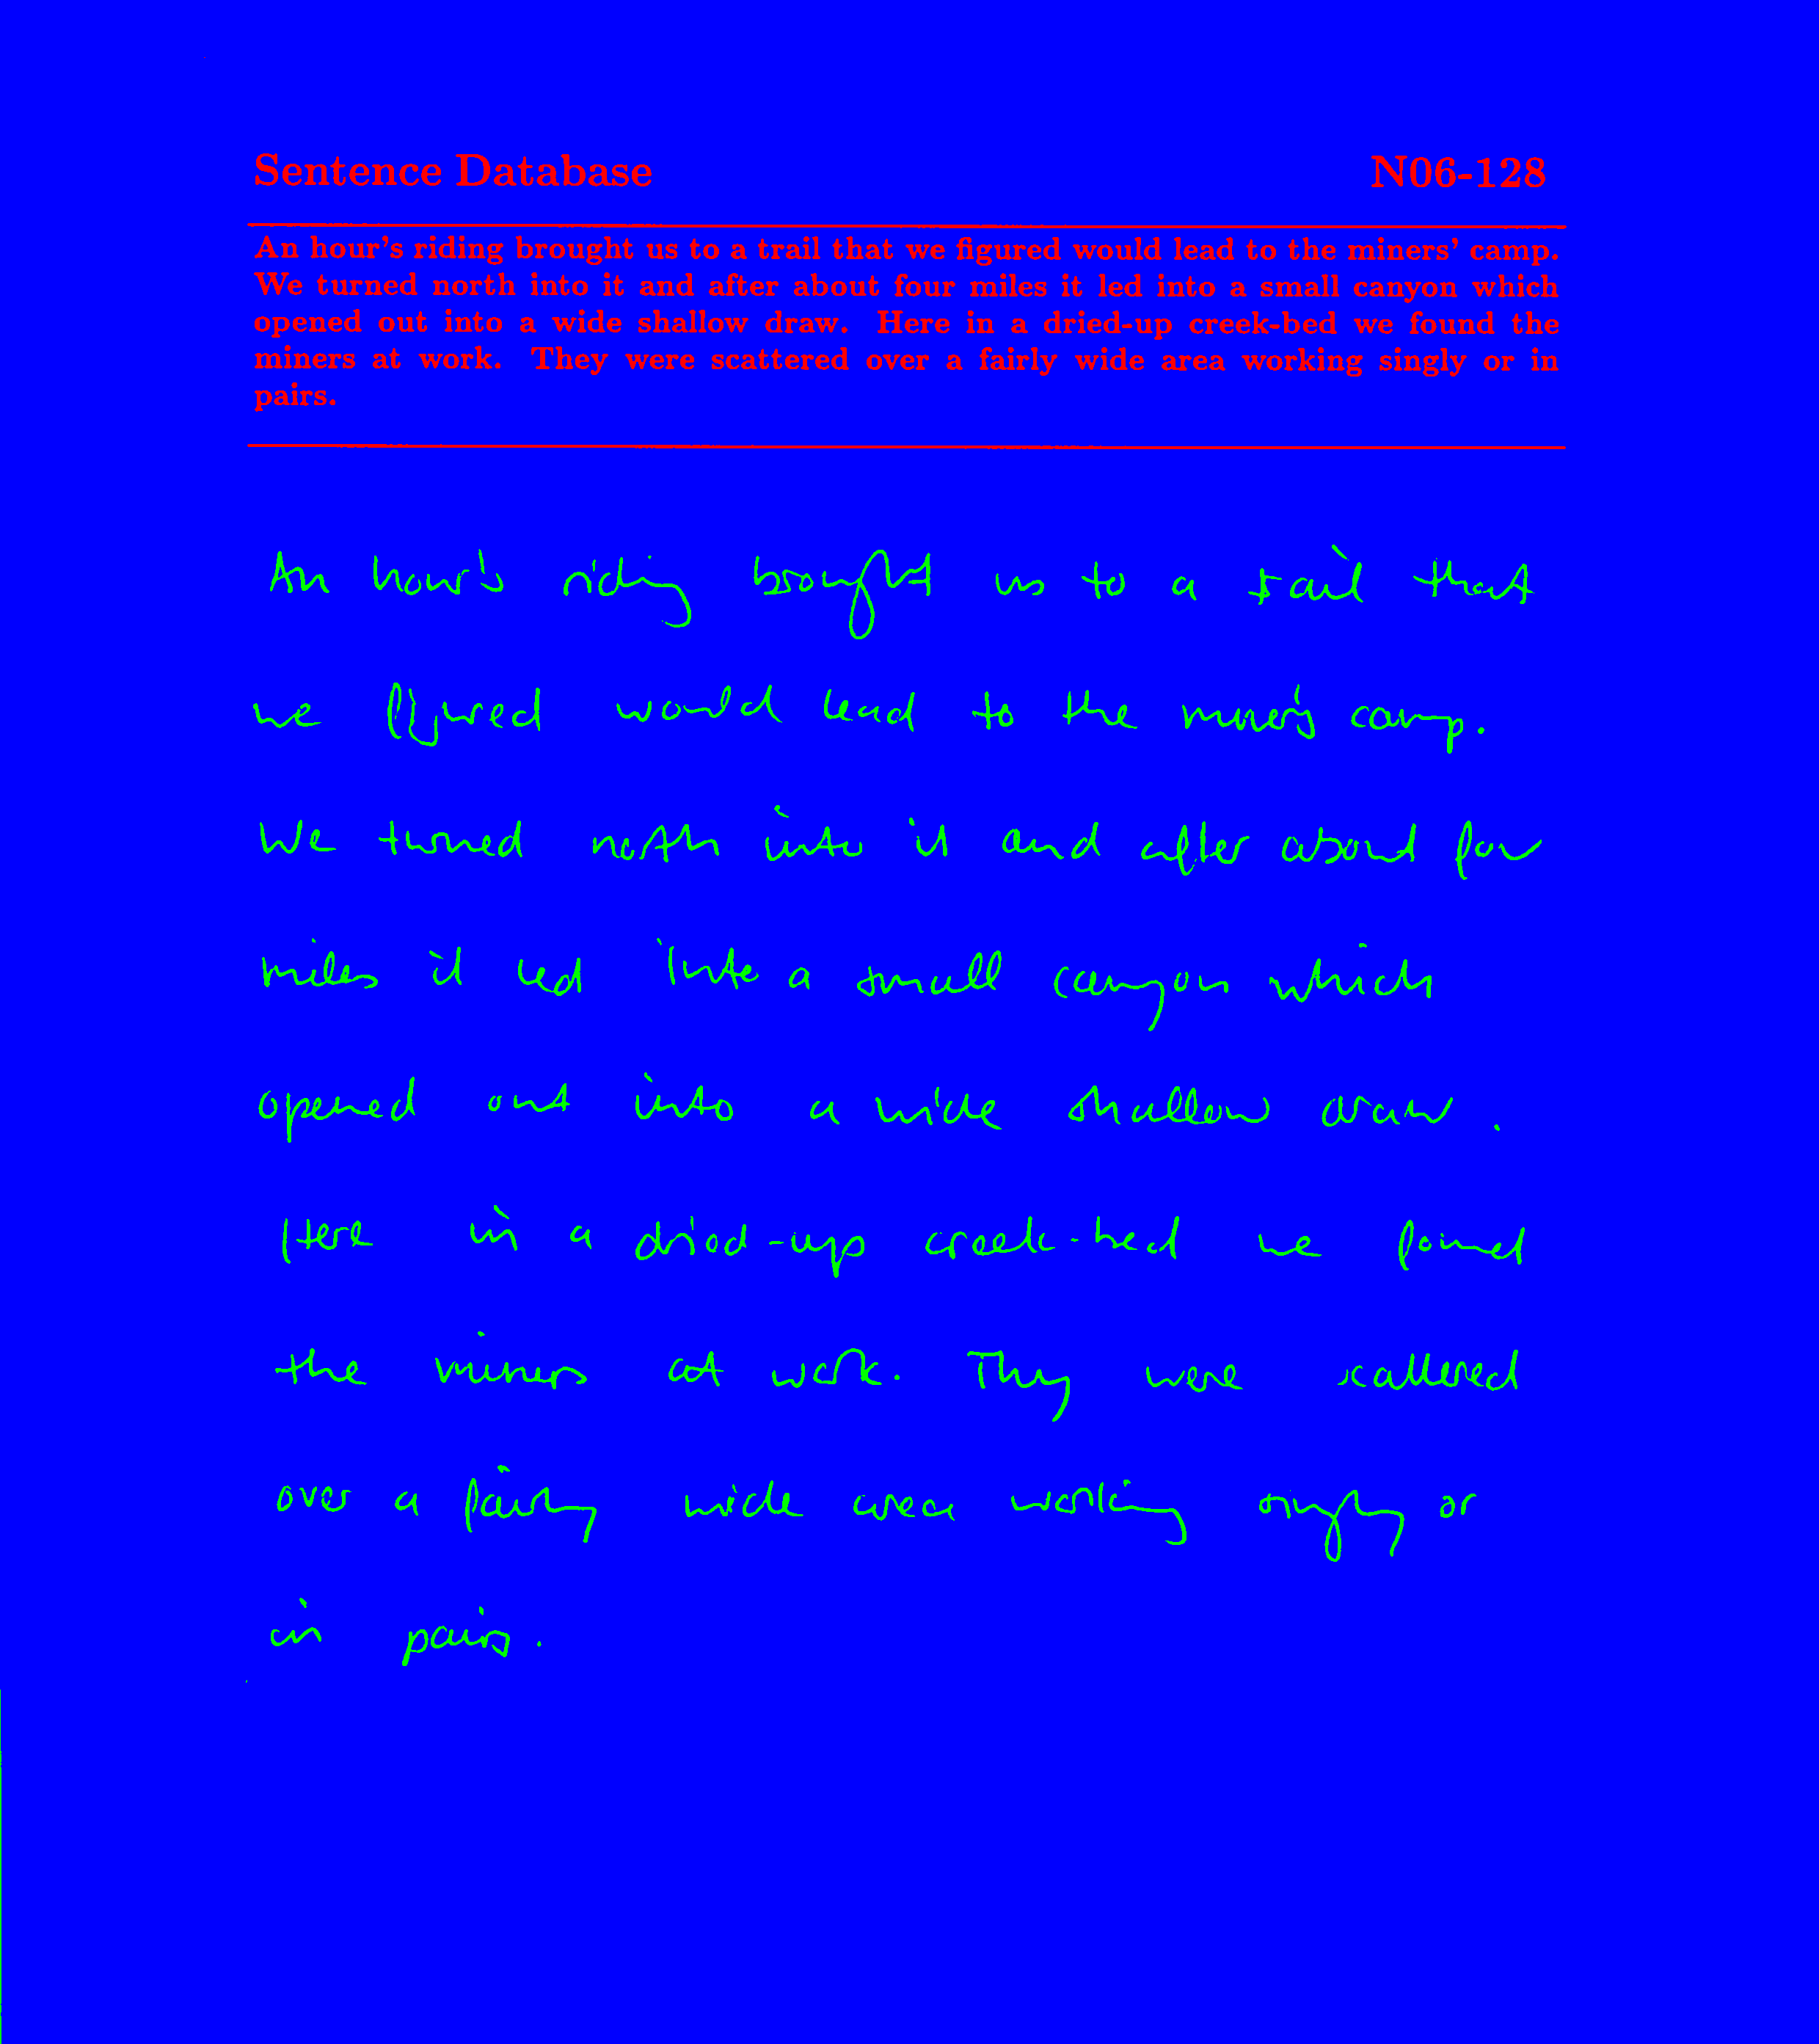 Sentence Database N06-128
An hour's riding brought us to a trail that we figured would lead to the miners' camp.
We turned north into it and after about four miles it led into a small canyon which
opened out into a wide shallow draw. Here in a dried-up creek-bed we found the
miners at work. They were scattered over a fairly wide area working singly or in
pairs.
An hour's riding brought us to a trail that
we figured would lead to the miner's camp.
We turned north into it and after about four
miles it led into a small canyon which
opened out into a wide shallow draw.
Here in a dried-up creek-bed we found
the miners at work. They were scattered
over a fairly wide area working singly or
in pairs.